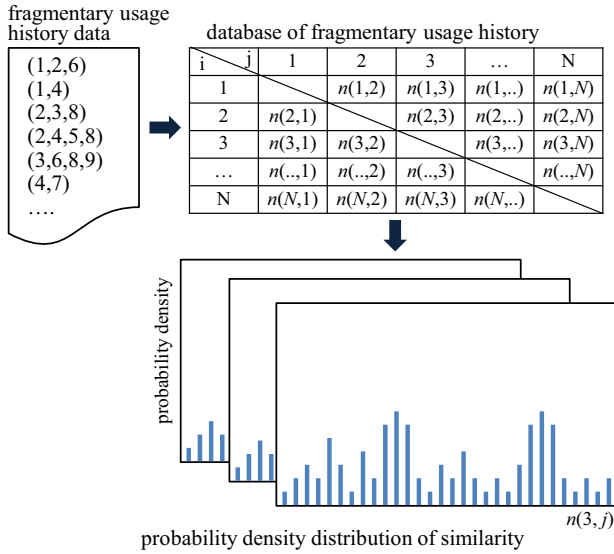 fragmentary usage
history data
(1,2,6)
(1,4)
(2,3,8)
(2,4,5,8)
(3,6,8,9)
(4,7)
....
database of fragmentary usage history
i j 1 2 3 … N
1 n(1,2) n(1,3) n(1,..) n(1,N)
2 n(2,1) n(2,3) n(2,..) n(2,N)
3 n(3,1) n(3,2) n(3,..) n(3,N)
… n(..,1) n(..,2) n(..,3) n(..,N)
N n(N,1) n(N,2) n(N,3) n(N,..)
probability density
n(3, j)
probability density distribution of similarity